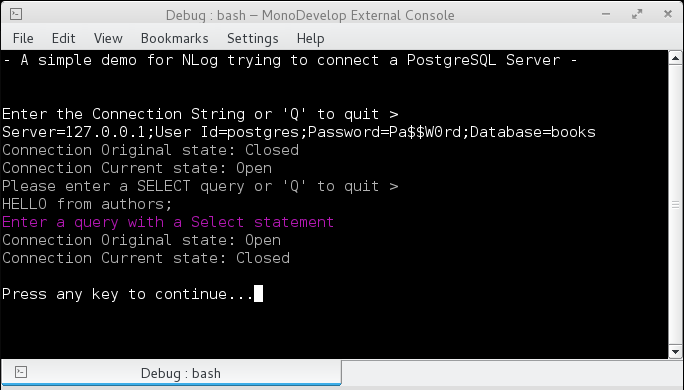 Debug : bash – MonoDevelop External Console
File Edit View Bookmarks Settings Help
- A simple demo for NLog trying to connect a PostgreSQL Server -
Enter the Connection String or 'Q' to quit >
Server=127.0.0.1;User Id=postgres;Password=Pa$$W0rd;Database=books
Connection Original state: Closed
Connection Current state: Open
Please enter a SELECT query or 'Q' to quit >
HELLO from authors;
Enter a query with a Select statement
Connection Original state: Open
Connection Current state: Closed
Press any key to continue...
Debug : bash